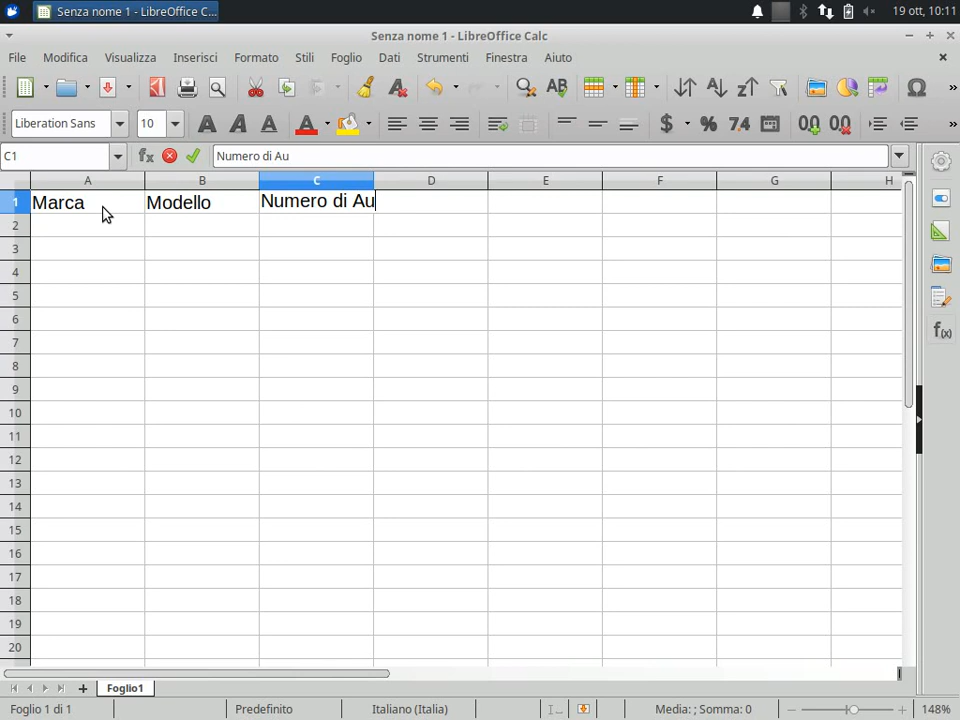 Senza nome 1 - LibreOffice C...
19 ott, 10:11
Senza nome 1 - LibreOffice Calc
File Modifica Visualizza Inserisci Formato Stili Foglio Dati Strumenti Finestra Aiuto
Liberation Sans 10
C1 Numero di Au
A B C D E F G H
1 Marca Modello Numero di Au
2
3
4
5
6
7
8
9
10
11
12
13
14
15
16
17
18
19
20
Foglio1
Foglio 1 di 1 Predefinito Italiano (Italia) Media: ; Somma: 0 148%